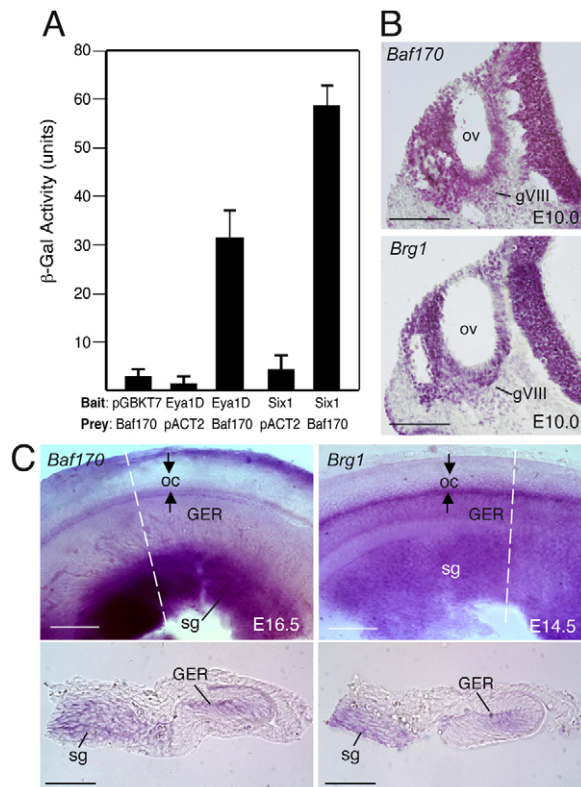 A
80
70
60
50
40
30
20
10
β-Gal Activity (units)
Bait: pGBKT7 Eya1D Eya1D Six1 Six1
Prey: Baf170 pACT2 Baf170 pACT2 Baf170
B
Baf170
ov
gVIII
E10.0
Brg1
ov
gVIII
E10.0
C
Baf170
oc
GER
sg
E16.5
Brg1
oc
GER
sg
E14.5
GER
sg
GER
sg